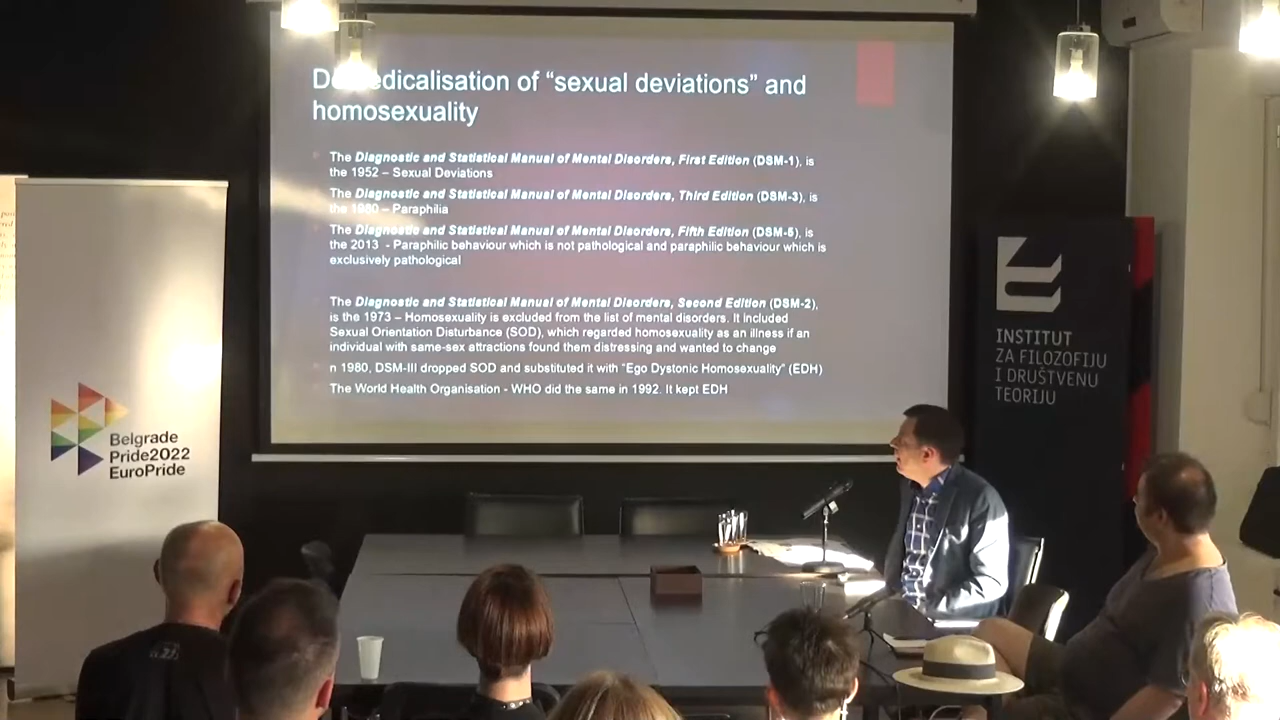 De medicalisation of “sexual deviations” and
homosexuality
The Diagnostic and Statistical Manual of Mental Disorders, First Edition (DSM-1), is
the 1952 – Sexual Deviations
The Diagnostic and Statistical Manual of Mental Disorders, Third Edition (DSM-3), is
the 1980 – Paraphilia
The Diagnostic and Statistical Manual of Mental Disorders, Fifth Edition (DSM-5), is
the 2013 - Paraphilic behaviour which is not pathological and paraphilic behaviour which is
exclusively pathological
The Diagnostic and Statistical Manual of Mental Disorders, Second Edition (DSM-2),
is the 1973 – Homosexuality is excluded from the list of mental disorders. It included
Sexual Orientation Disturbance (SOD), which regarded homosexuality as an illness if an
individual with same-sex attractions found them distressing and wanted to change
n 1980, DSM-III dropped SOD and substituted it with “Ego Dystonic Homosexuality” (EDH)
The World Health Organisation - WHO did the same in 1992. It kept EDH
Belgrade
Pride2022
EuroPride
INSTITUT
ZA FILOZOFIJU
I DRUŠTVENU
TEORIJU